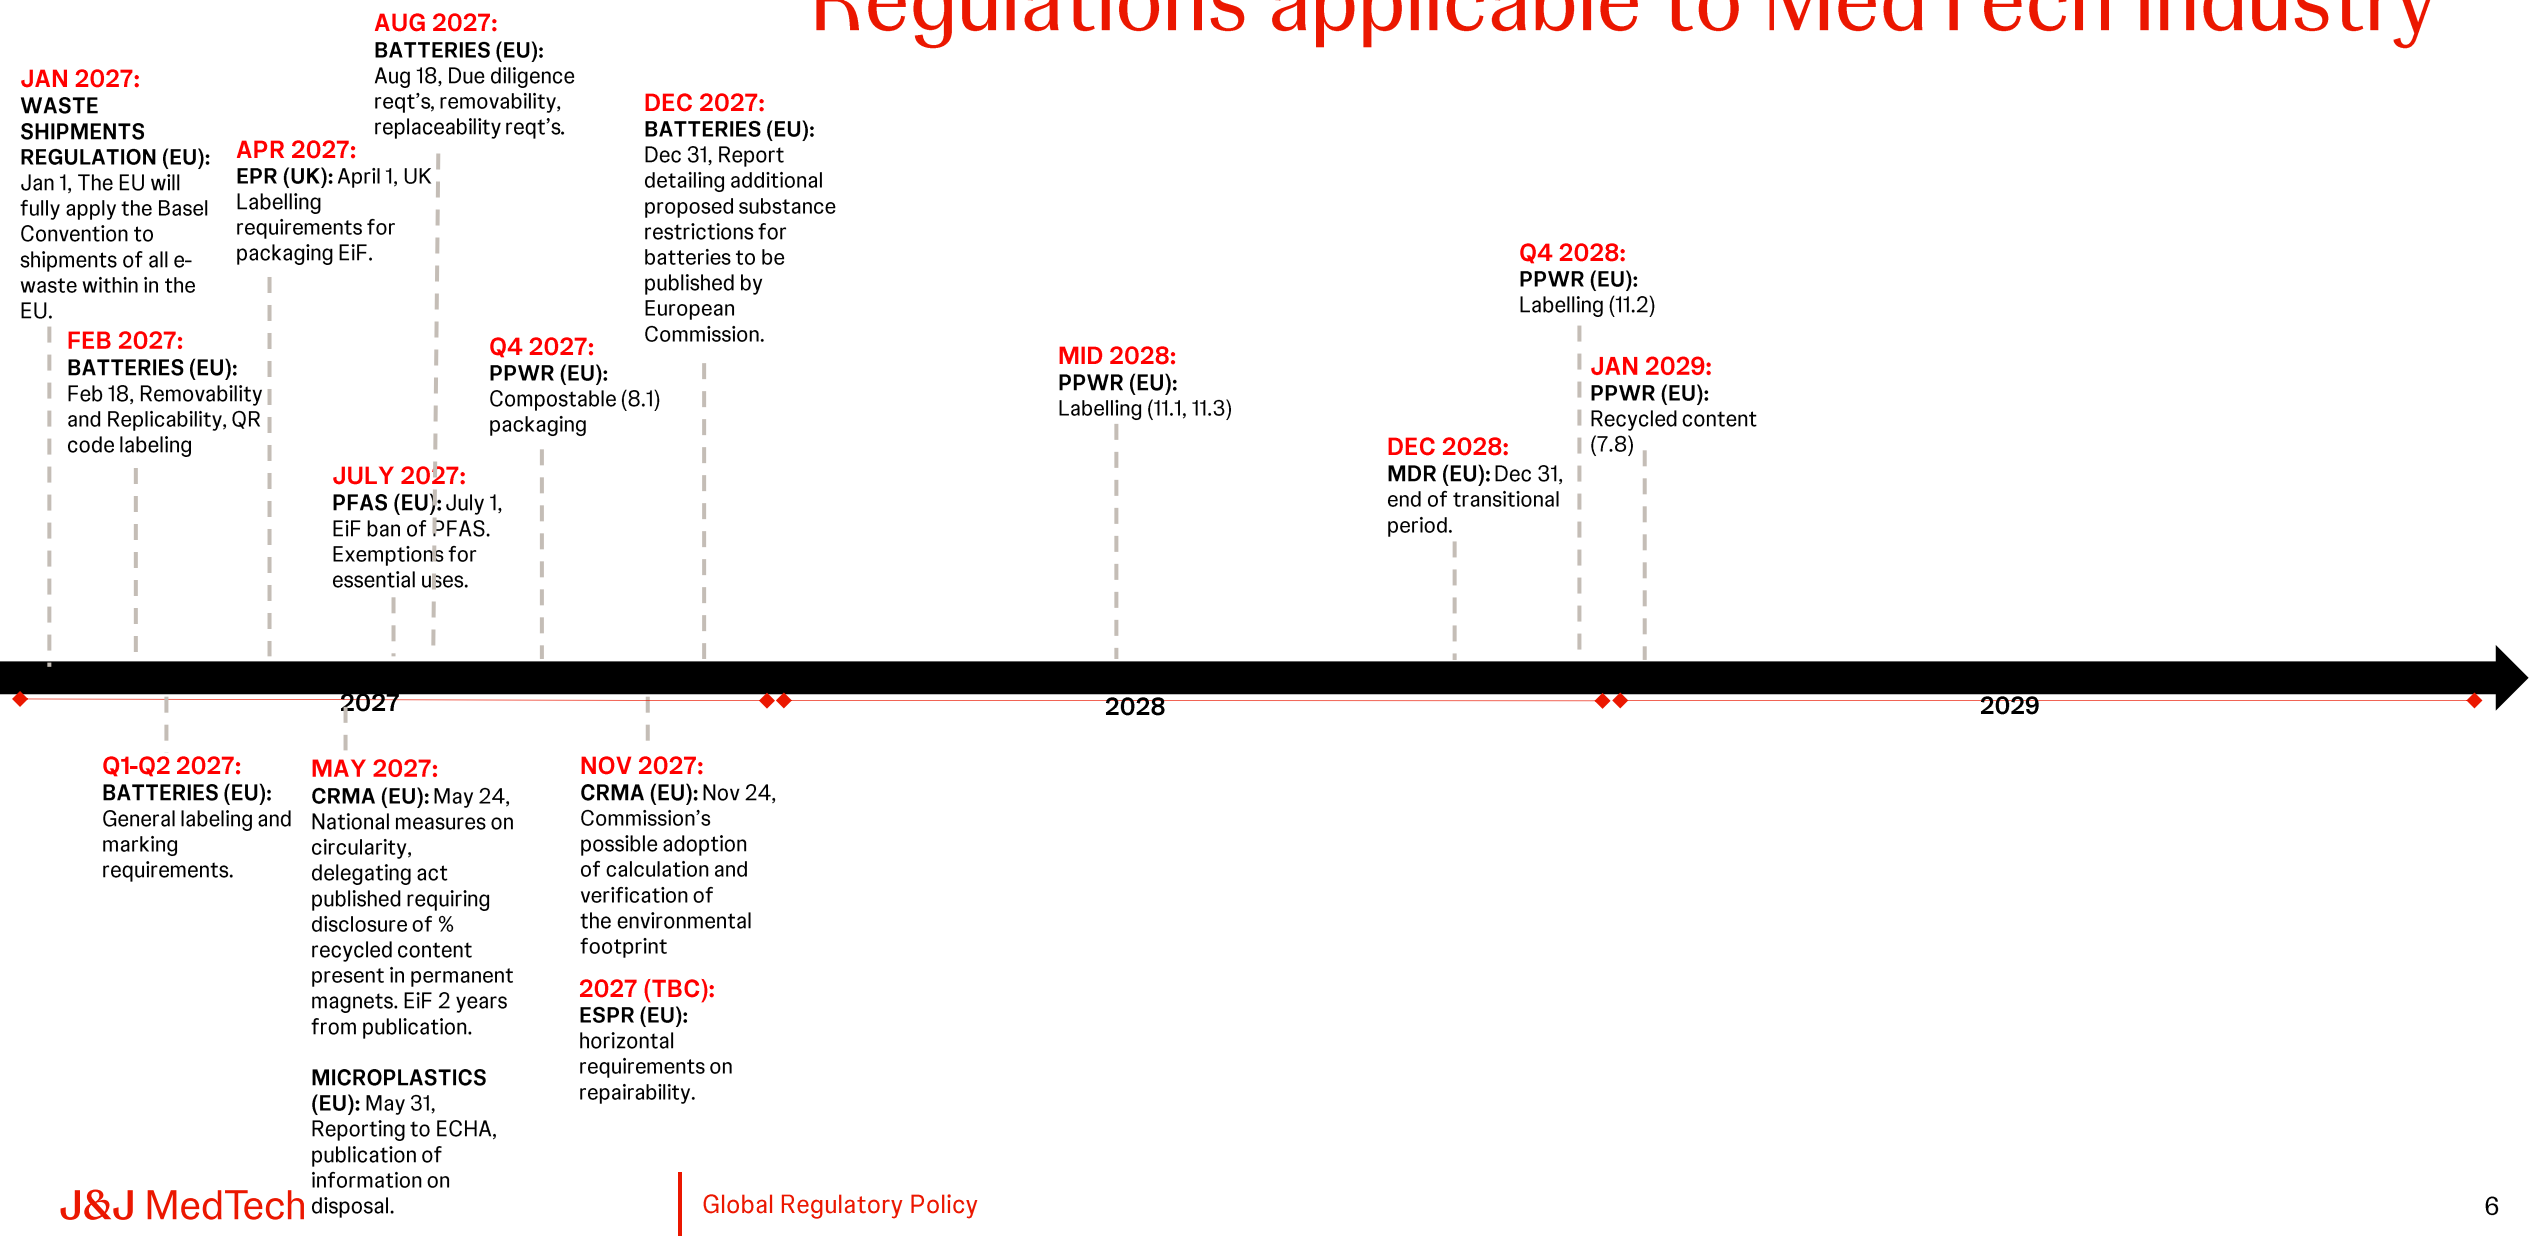 Regulations applicable to MedTech industry
AUG 2027:
BATTERIES (EU):
Aug 18, Due diligence
reqt's, removability,
replaceability reqt's.
JAN 2027:
WASTE
SHIPMENTS
REGULATION (EU):
Jan 1, The EU will
fully apply the Basel
Convention to
shipments of all e-
waste within in the
EU.
APR 2027:
EPR (UK): April 1, UK
Labelling
requirements for
packaging EiF.
DEC 2027:
BATTERIES (EU):
Dec 31, Report
detailing additional
proposed substance
restrictions for
batteries to be
published by
European
Commission.
FEB 2027:
BATTERIES (EU):
Feb 18, Removability
and Replicability, QR
code labeling
Q4 2027:
PPWR (EU):
Compostable (8.1)
packaging
JULY 2027:
PFAS (EU): July 1,
EiF ban of PFAS.
Exemptions for
essential uses.
MID 2028:
PPWR (EU):
Labelling (11.1, 11.3)
Q4 2028:
PPWR (EU):
Labelling (11.2)
JAN 2029:
PPWR (EU):
Recycled content
(7.8)
DEC 2028:
MDR (EU): Dec 31,
end of transitional
period.
2027
2028
2029
Q1-Q2 2027:
BATTERIES (EU):
General labeling and
marking
requirements.
MAY 2027:
CRMA (EU): May 24,
National measures on
circularity,
delegating act
published requiring
disclosure of %
recycled content
present in permanent
magnets. EiF 2 years
from publication.
MICROPLASTICS
(EU): May 31,
Reporting to ECHA,
publication of
information on
disposal.
NOV 2027:
CRMA (EU): Nov 24,
Commission's
possible adoption
of calculation and
verification of
the environmental
footprint
2027 (TBC):
ESPR (EU):
horizontal
requirements on
repairability.
J&J MedTech
Global Regulatory Policy
6